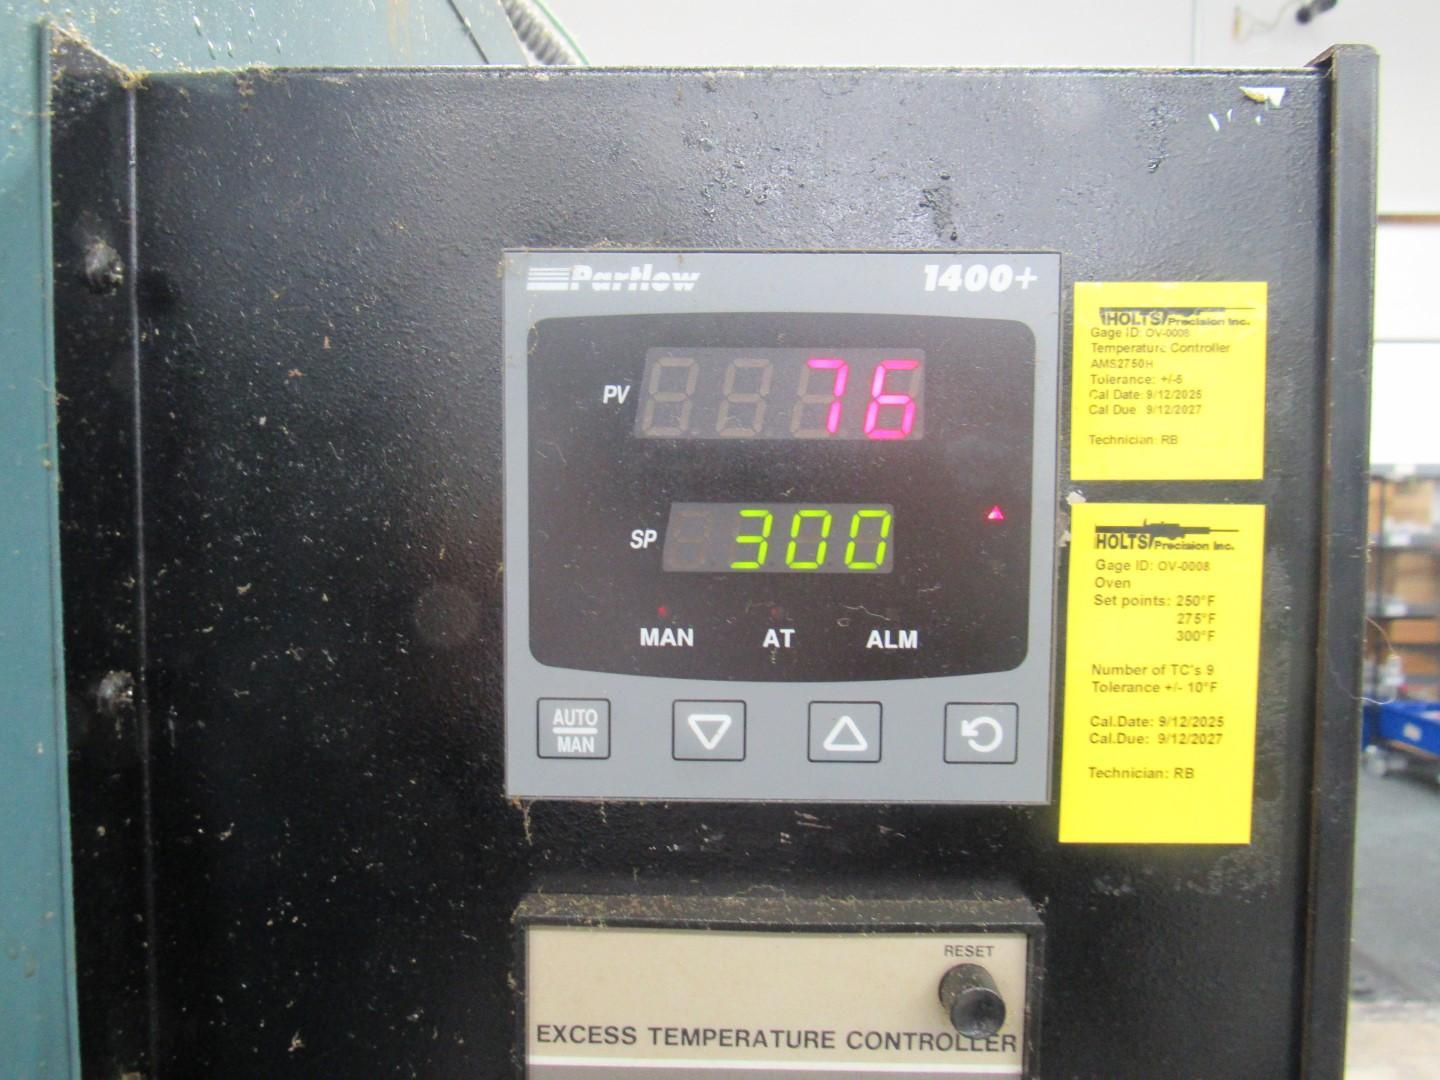 Partlow
1400+
PV
76
SP
300
MAN
AT
ALM
AUTO
MAN
HOLTS Precision Inc.
Gage ID: OV-0008
Temperature Controller
AMS2750H
Tolerance: +/-5
Cal Date: 9/12/2025
Cal Due 9/12/2027
Technician: RB
HOLTS Precision Inc.
Gage ID: OV-0008
Oven
Set points: 250°F
275°F
300°F
Number of TC's 9
Tolerance +/- 10°F
Cal.Date: 9/12/2025
Cal.Due: 9/12/2027
Technician: RB
RESET
EXCESS TEMPERATURE CONTROLLER